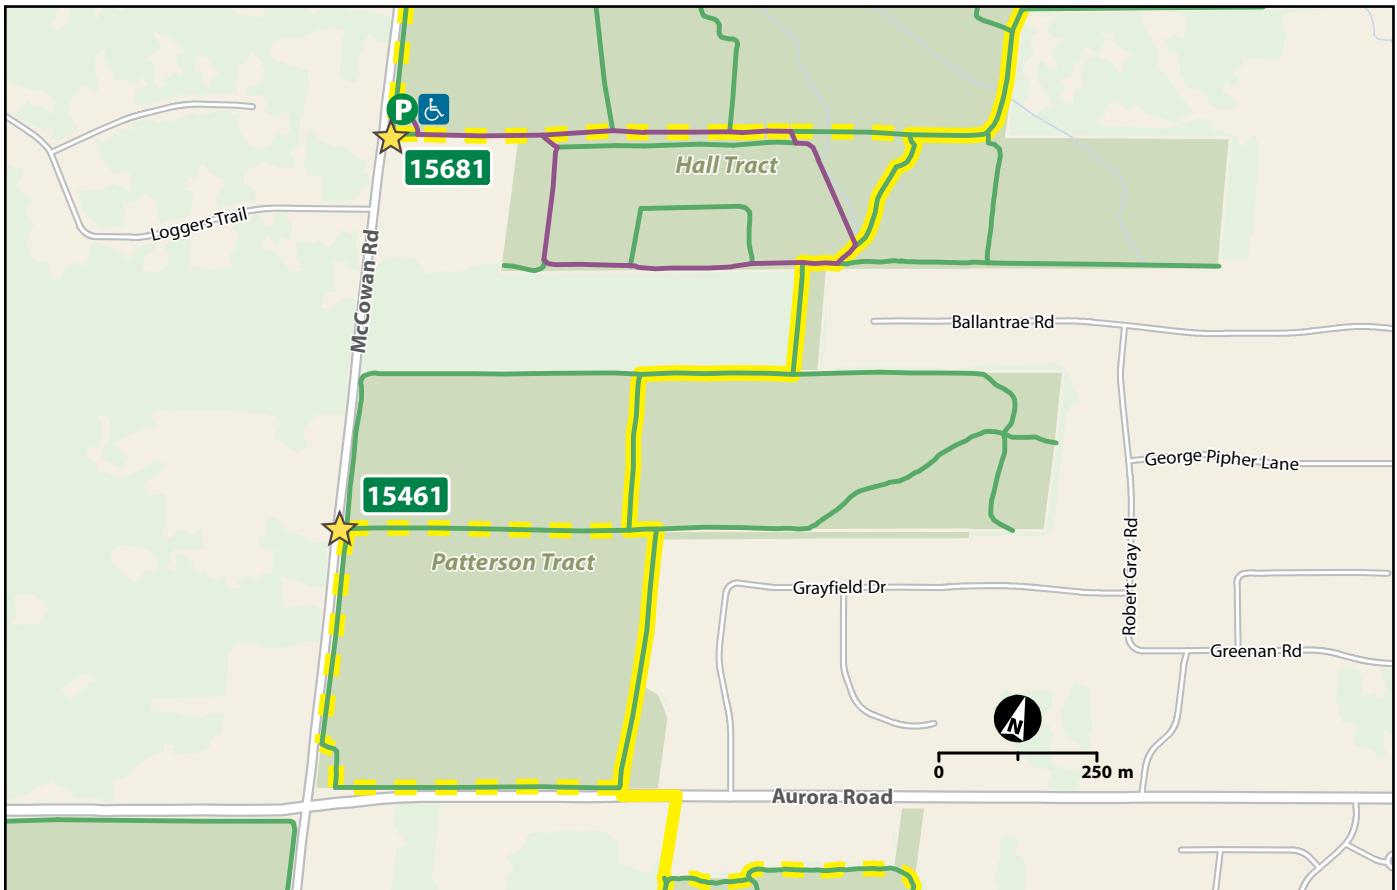 P
15681
Hall Tract
Loggers Trail
McCowan Rd
Ballantrae Rd
George Pipher Lane
15461
Patterson Tract
Robert Gray Rd
Grayfield Dr
Greenan Rd
N
0 250 m
Aurora Road